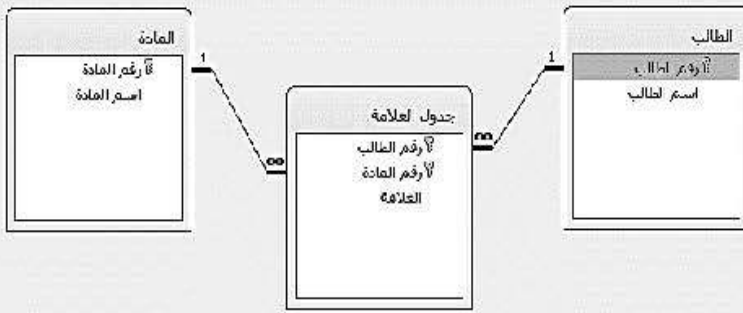 الطالب
رقم الطالب
اسم الطالب
1
∞
جدول العلامة
رقم الطالب
رقم المادة
العلامة
∞
1
المادة
رقم المادة
اسم المادة